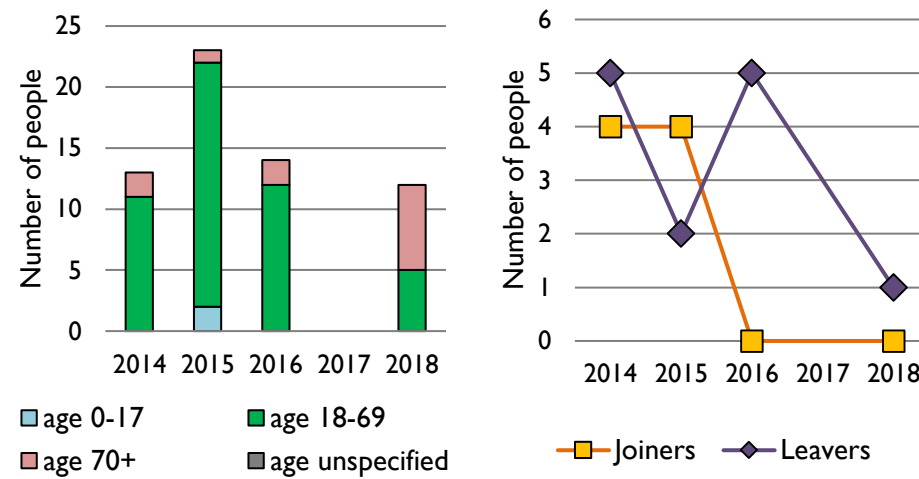 Number of people
25
20
15
10
5
0
2014 2015 2016 2017 2018
age 0-17 age 18-69
age 70+ age unspecified
Number of people
6
5
4
3
2
1
0
2014 2015 2016 2017 2018
Joiners Leavers